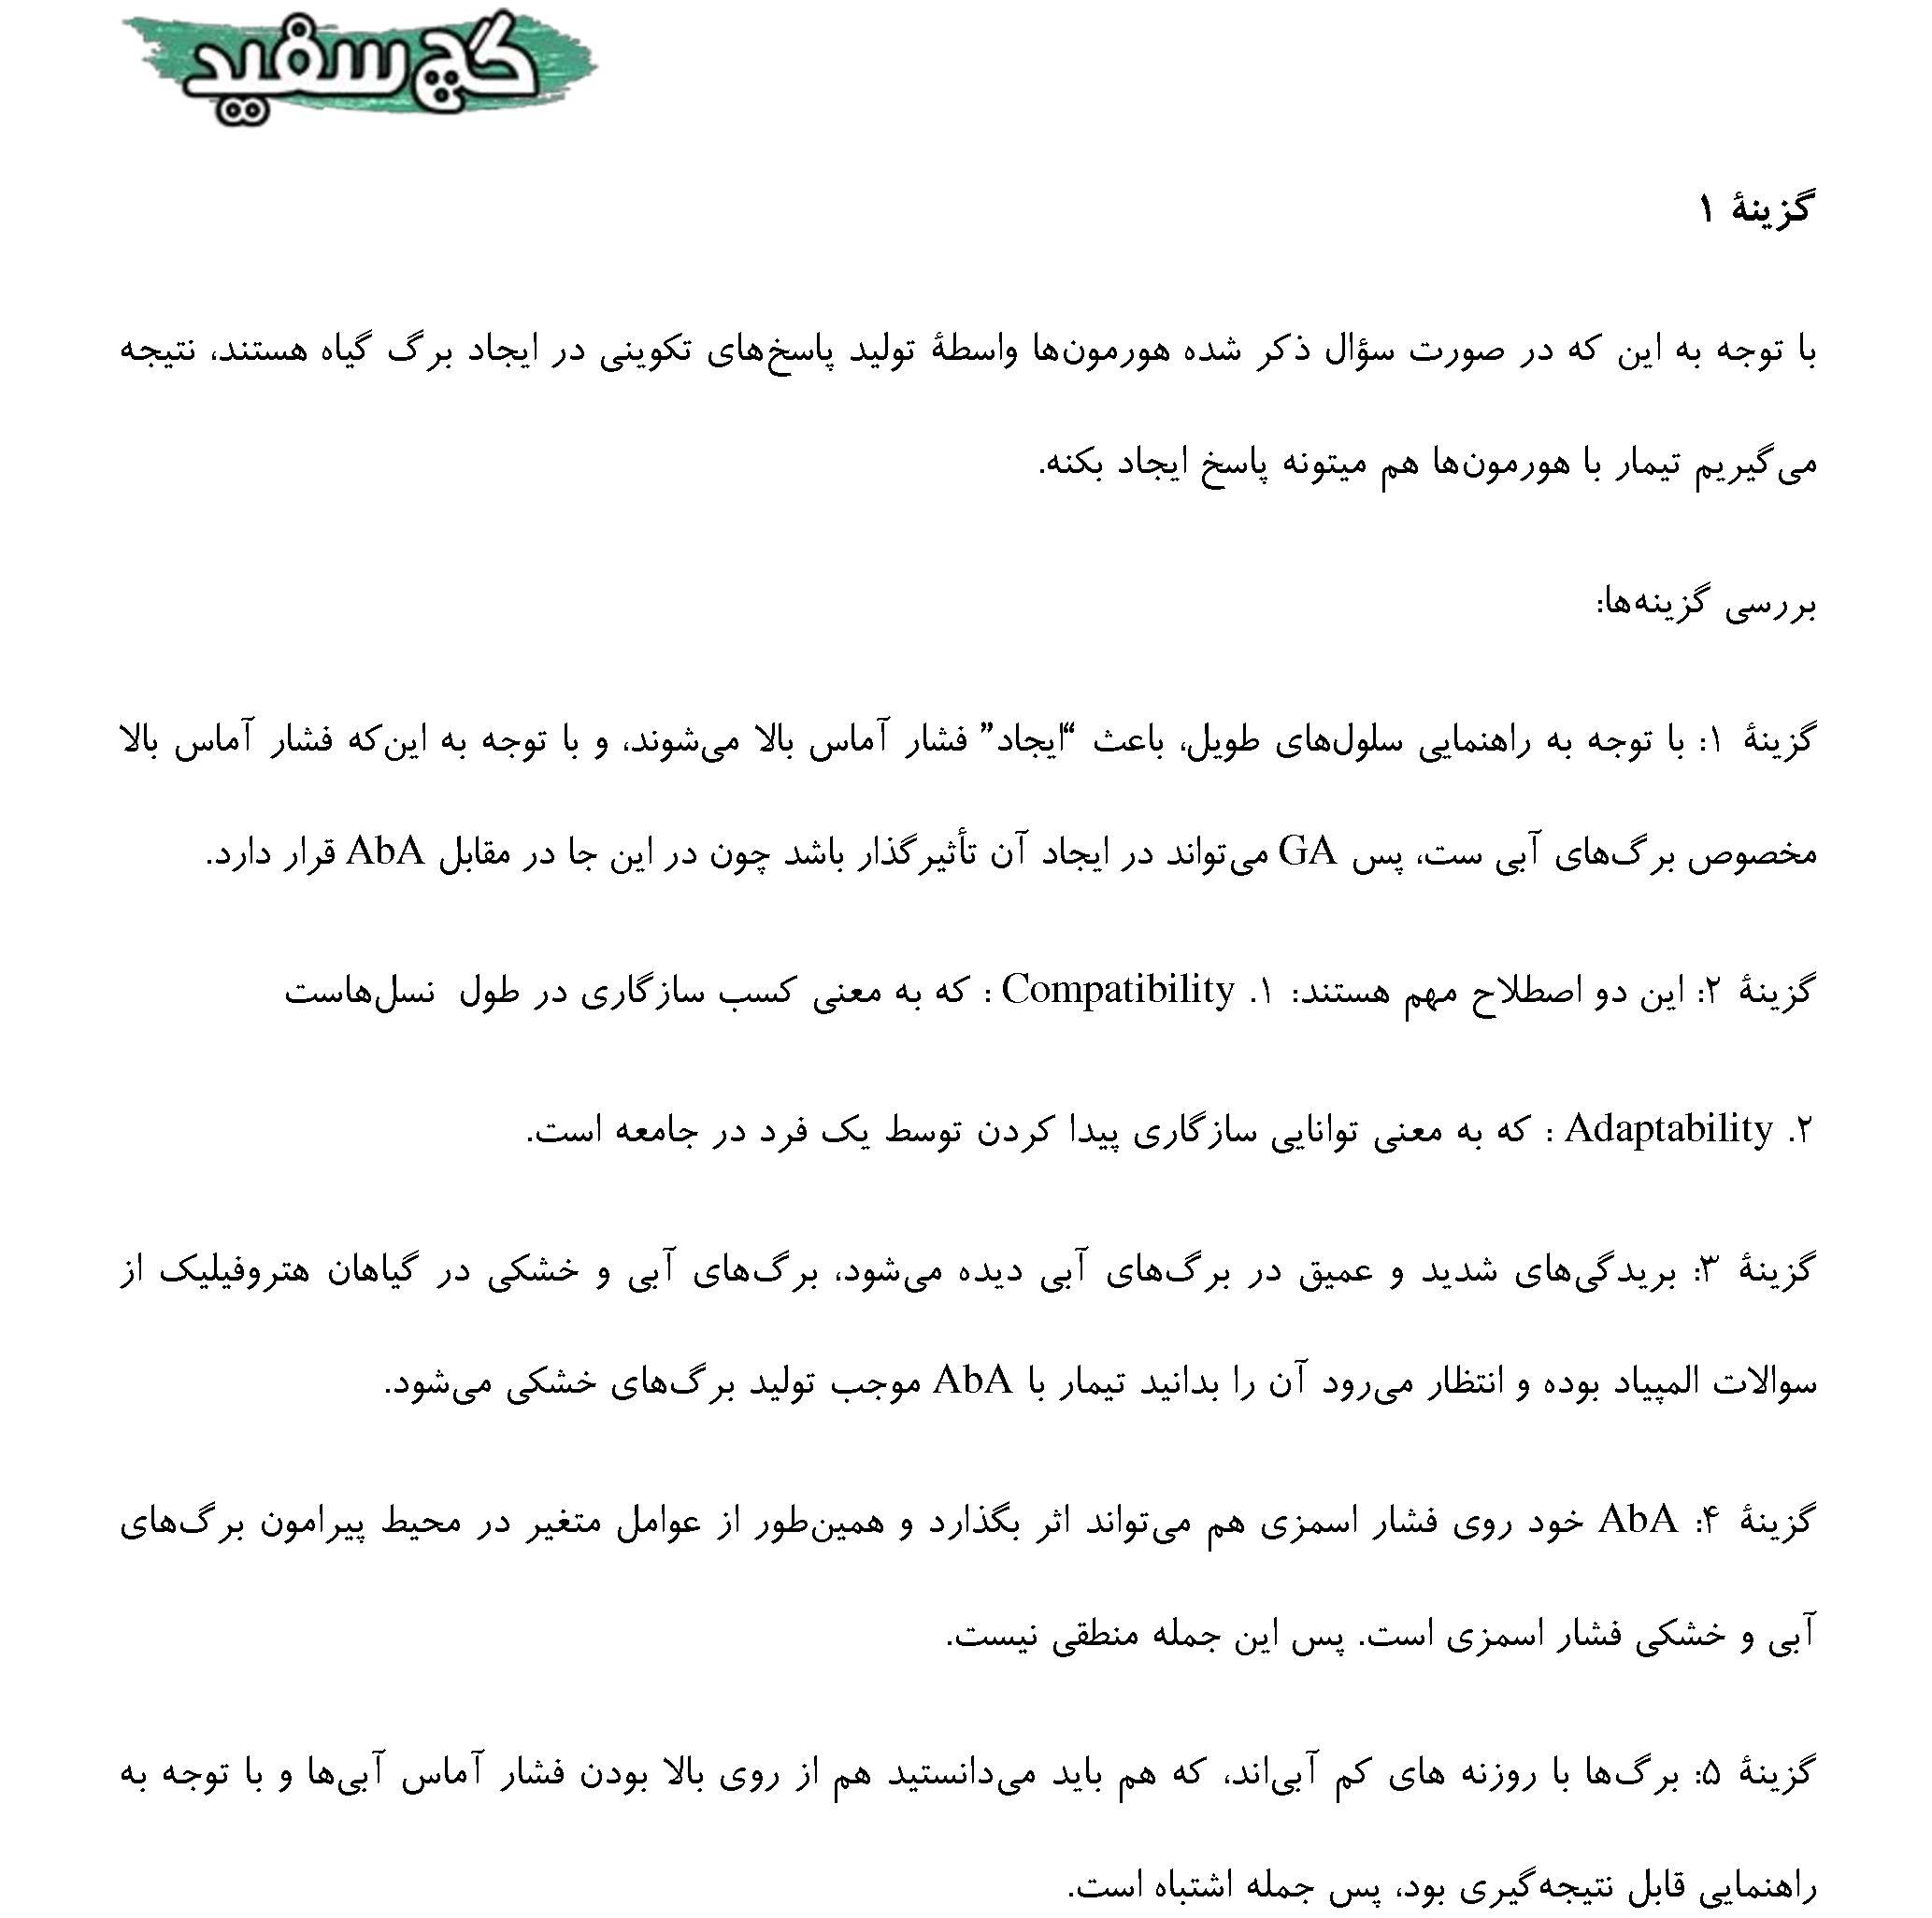 گچ سفید
گزینهٔ ۱
با توجه به این که در صورت سؤال ذکر شده هورمون‌ها واسطهٔ تولید پاسخ‌های تکوینی در ایجاد برگ گیاه هستند، نتیجه
می‌گیریم تیمار با هورمون‌ها هم میتونه پاسخ ایجاد بکنه.
بررسی گزینه‌ها:
گزینهٔ ۱: با توجه به راهنمایی سلول‌های طویل، باعث “ایجاد” فشار آماس بالا می‌شوند، و با توجه به این‌که فشار آماس بالا
مخصوص برگ‌های آبی ست، پس GA می‌تواند در ایجاد آن تأثیرگذار باشد چون در این جا در مقابل AbA قرار دارد.
گزینهٔ ۲: این دو اصطلاح مهم هستند: ۱. Compatibility : که به معنی کسب سازگاری در طول نسل‌هاست
۲. Adaptability : که به معنی توانایی سازگاری پیدا کردن توسط یک فرد در جامعه است.
گزینهٔ ۳: بریدگی‌های شدید و عمیق در برگ‌های آبی دیده می‌شود، برگ‌های آبی و خشکی در گیاهان هتروفیلیک از
سوالات المپیاد بوده و انتظار می‌رود آن را بدانید تیمار با AbA موجب تولید برگ‌های خشکی می‌شود.
گزینهٔ ۴: AbA خود روی فشار اسمزی هم می‌تواند اثر بگذارد و همین‌طور از عوامل متغیر در محیط پیرامون برگ‌های
آبی و خشکی فشار اسمزی است. پس این جمله منطقی نیست.
گزینهٔ ۵: برگ‌ها با روزنه های کم آبی‌اند، که هم باید می‌دانستید هم از روی بالا بودن فشار آماس آبی‌ها و با توجه به
راهنمایی قابل نتیجه‌گیری بود، پس جمله اشتباه است.